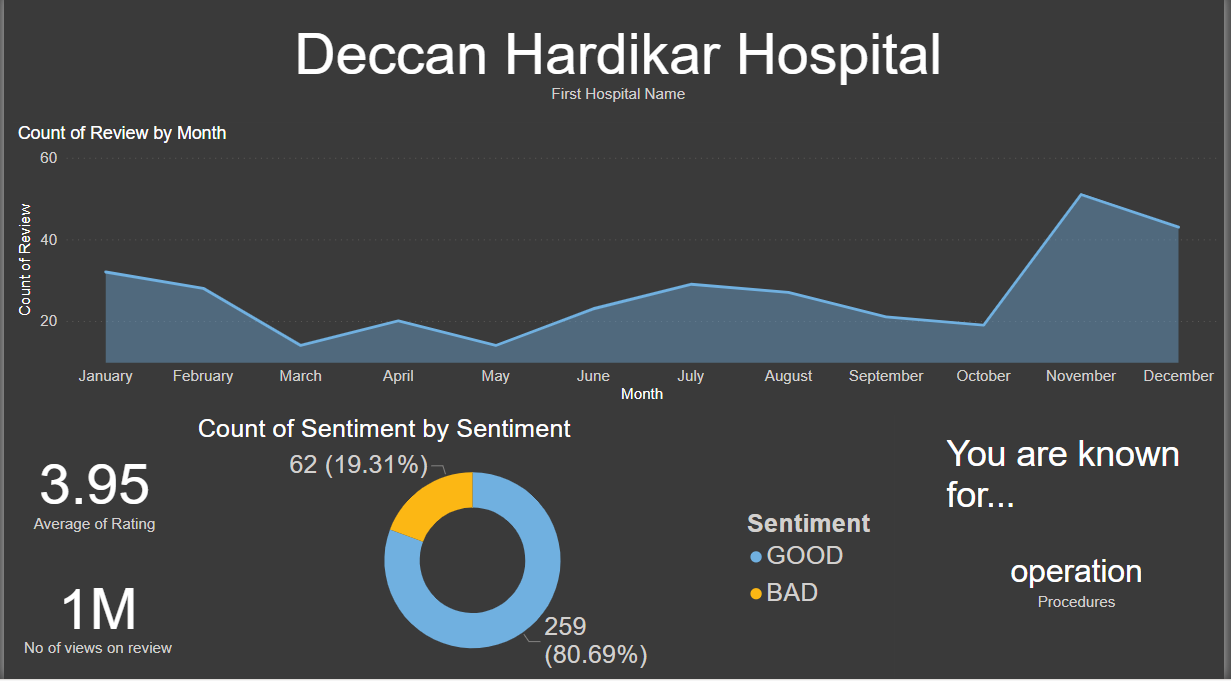 Deccan Hardikar Hospital
First Hospital Name
Count of Review by Month
60
40
20
Count of Review
January February March April May June July August September October November December
Month
Count of Sentiment by Sentiment
62 (19.31%)
259
(80.69%)
3.95
Average of Rating
1M
No of views on review
Sentiment
GOOD
BAD
You are known
for...
operation
Procedures